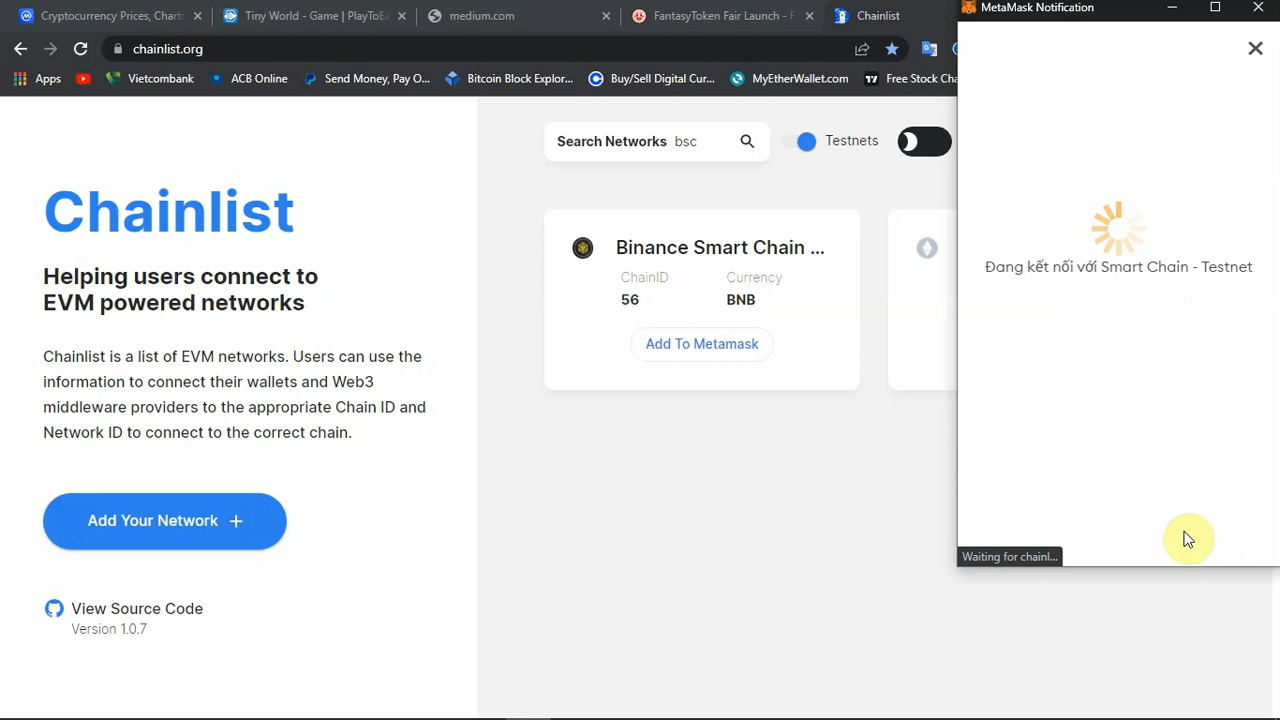 Cryptocurrency Prices, Chart
Tiny World - Game | PlayToEa
medium.com
FantasyToken Fair Launch - F
Chainlist
MetaMask Notification
chainlist.org
Apps
Vietcombank
ACB Online
Send Money, Pay O...
Bitcoin Block Explor...
Buy/Sell Digital Cur...
MyEtherWallet.com
Free Stock Cha
Search Networks bsc
Testnets
Chainlist
Helping users connect to
EVM powered networks
Chainlist is a list of EVM networks. Users can use the
information to connect their wallets and Web3
middleware providers to the appropriate Chain ID and
Network ID to connect to the correct chain.
Add Your Network +
View Source Code
Version 1.0.7
Binance Smart Chain ...
ChainID
Currency
56
BNB
Add To Metamask
Đang kết nối với Smart Chain - Testnet
Waiting for chainl...